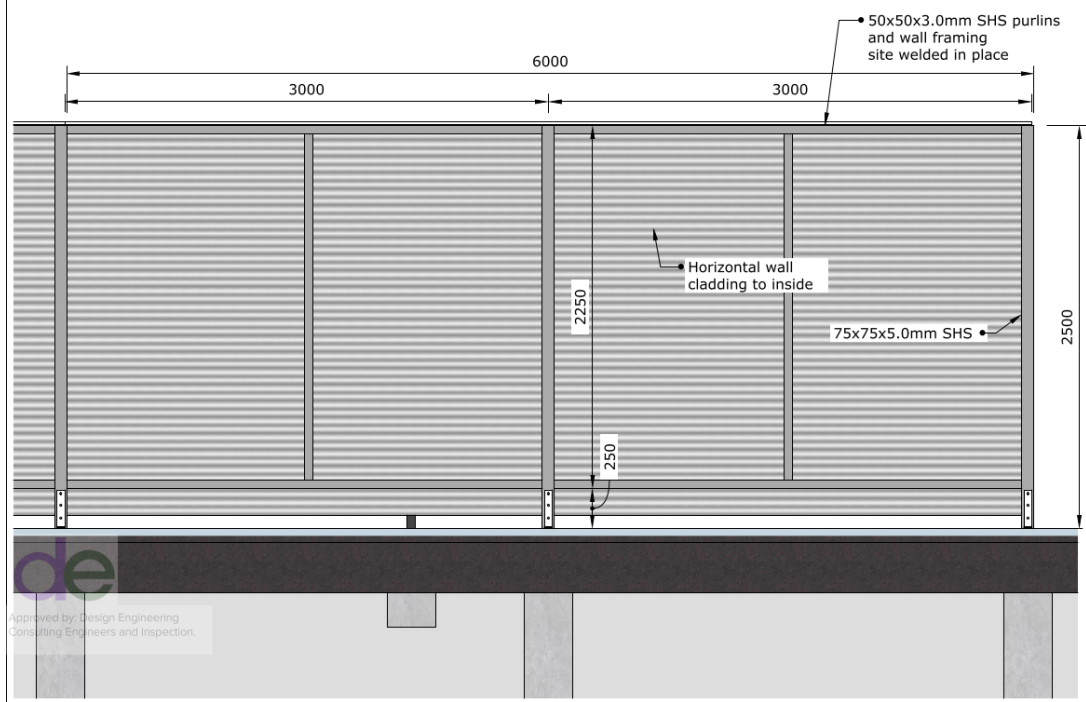 50x50x3.0mm SHS purlins
and wall framing
site welded in place
6000
3000
3000
2250
Horizontal wall
cladding to inside
75x75x5.0mm SHS
2500
250
de
Approved by: Design Engineering
Consulting Engineers and Inspection.